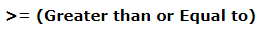 >= (Greater than or Equal to)